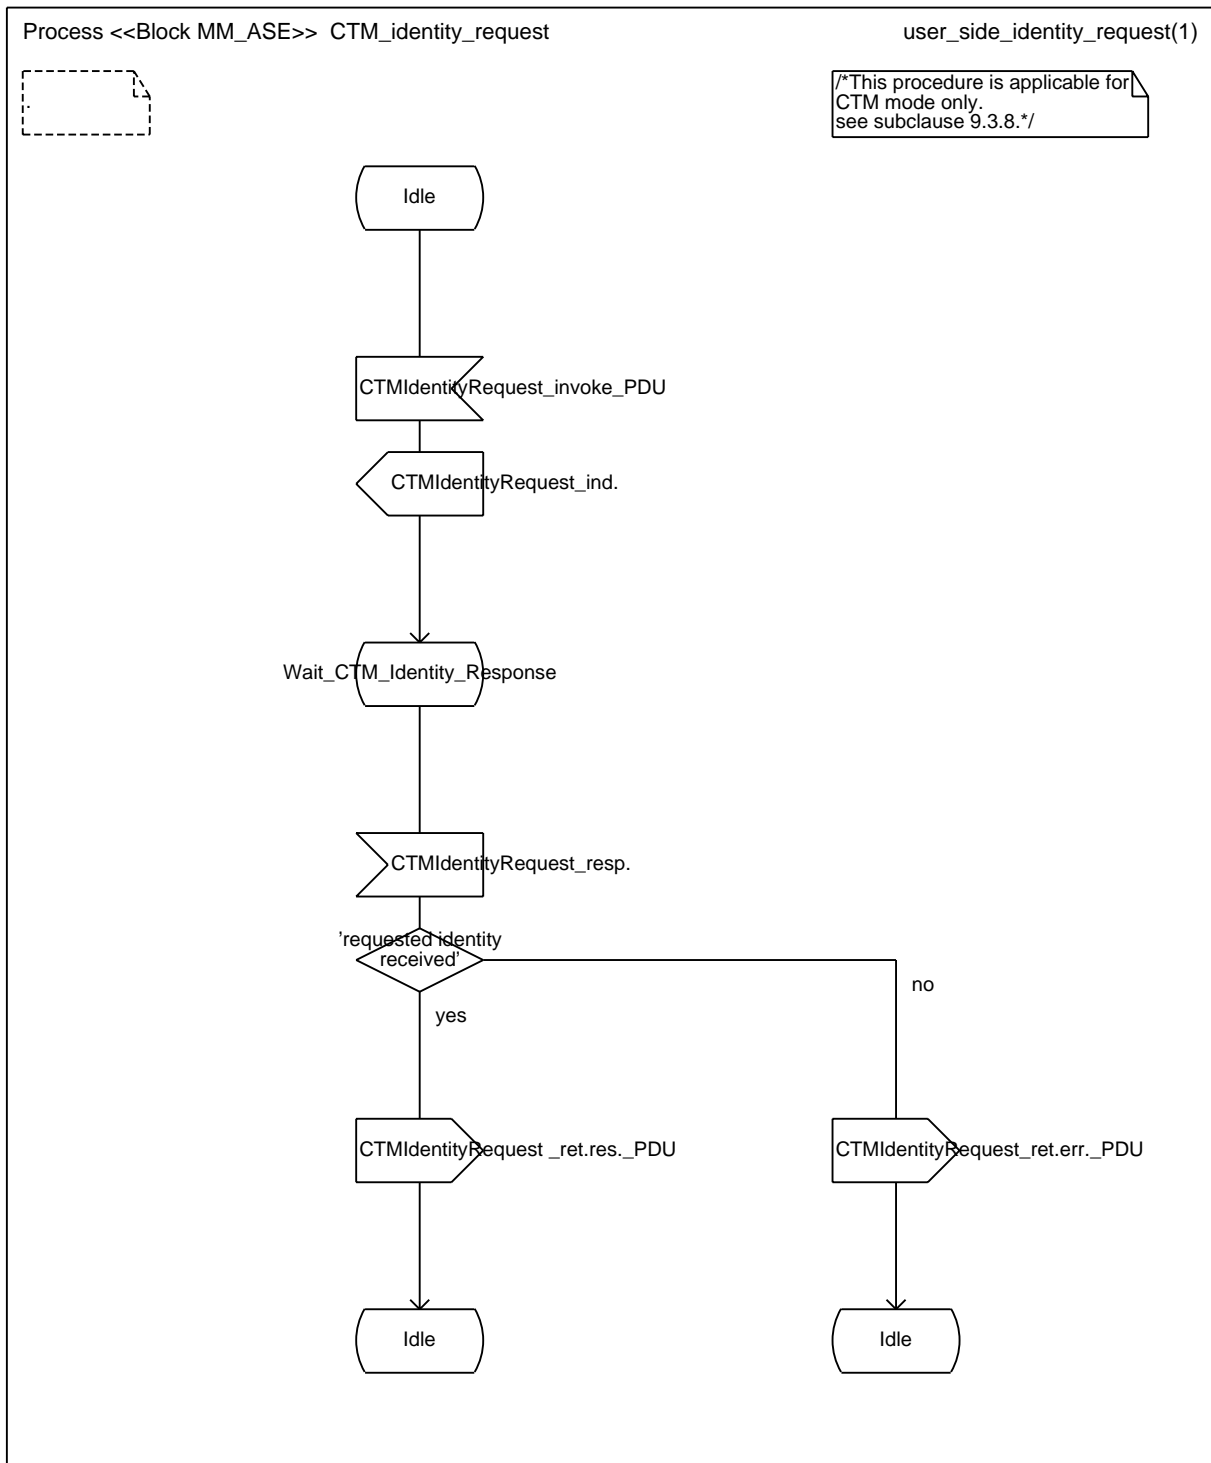 Process <<Block MM_ASE>> CTM_identity_request
user_side_identity_request(1)
.
/*This procedure is applicable for
CTM mode only.
see subclause 9.3.8.*/
Idle
CTMIdentityRequest_invoke_PDU
CTMIdentityRequest_ind.
Wait_CTM_Identity_Response
CTMIdentityRequest_resp.
'requested identity
received'
no
yes
CTMIdentityRequest _ret.res._PDU
CTMIdentityRequest_ret.err._PDU
Idle
Idle